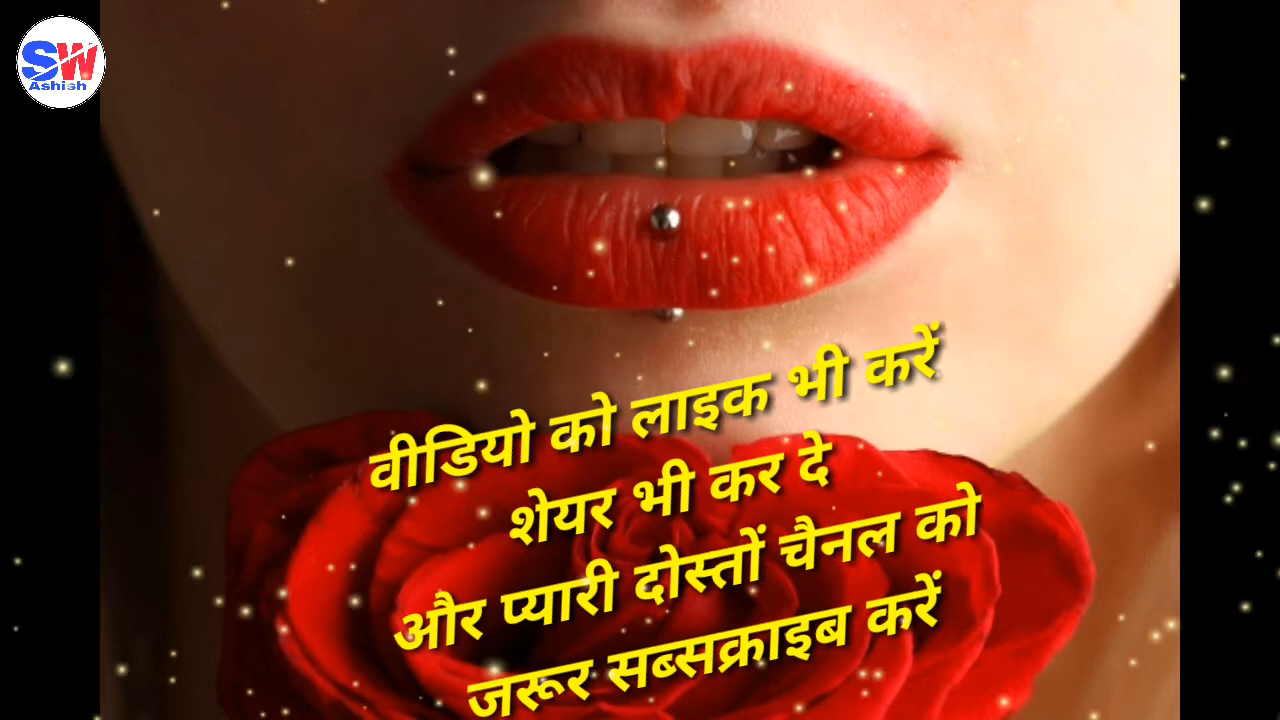 SW
Ashish
वीडियो को लाइक भी करें
शेयर भी कर दे
और प्यारी दोस्तों चैनल को
जरूर सब्सक्राइब करें